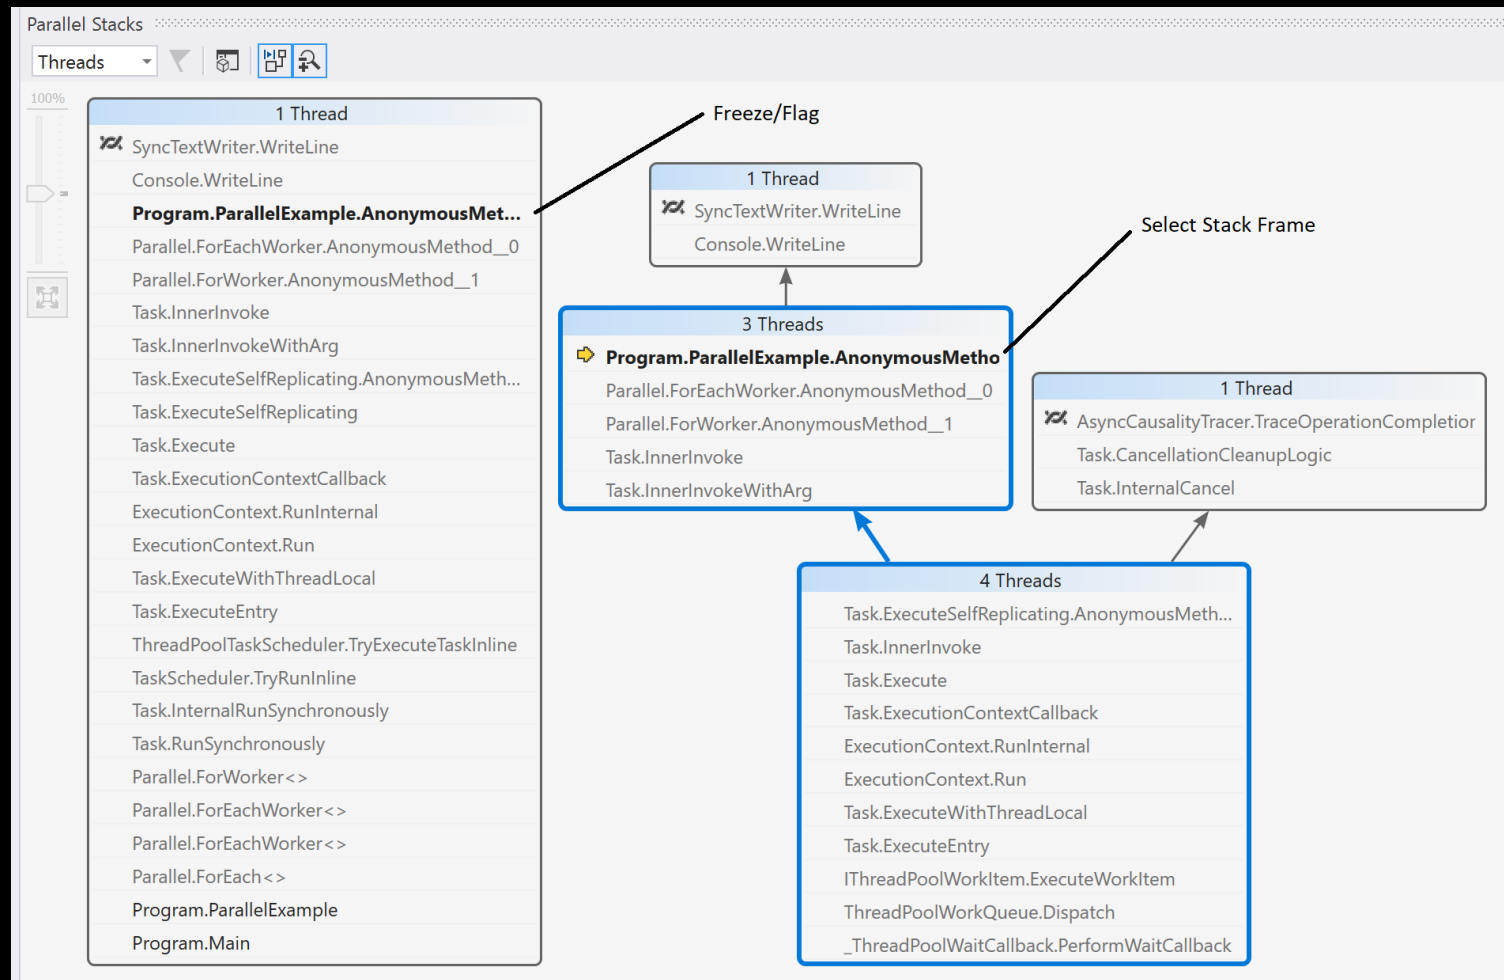 Parallel Stacks
Threads
100%
1 Thread
SyncTextWriter.WriteLine
Console.WriteLine
Program.ParallelExample.AnonymousMet...
Parallel.ForEachWorker.AnonymousMethod__0
Parallel.ForWorker.AnonymousMethod__1
Task.InnerInvoke
Task.InnerInvokeWithArg
Task.ExecuteSelfReplicating.AnonymousMeth...
Task.ExecuteSelfReplicating
Task.Execute
Task.ExecutionContextCallback
ExecutionContext.RunInternal
ExecutionContext.Run
Task.ExecuteWithThreadLocal
Task.ExecuteEntry
ThreadPoolTaskScheduler.TryExecuteTaskInline
TaskScheduler.TryRunInline
Task.InternalRunSynchronously
Task.RunSynchronously
Parallel.ForWorker<>
Parallel.ForEachWorker<>
Parallel.ForEachWorker<>
Parallel.ForEach<>
Program.ParallelExample
Program.Main
Freeze/Flag
1 Thread
SyncTextWriter.WriteLine
Console.WriteLine
Select Stack Frame
3 Threads
Program.ParallelExample.AnonymousMetho
Parallel.ForEachWorker.AnonymousMethod__0
Parallel.ForWorker.AnonymousMethod__1
Task.InnerInvoke
Task.InnerInvokeWithArg
1 Thread
AsyncCausalityTracer.TraceOperationCompletior
Task.CancellationCleanupLogic
Task.InternalCancel
4 Threads
Task.ExecuteSelfReplicating.AnonymousMeth...
Task.InnerInvoke
Task.Execute
Task.ExecutionContextCallback
ExecutionContext.RunInternal
ExecutionContext.Run
Task.ExecuteWithThreadLocal
Task.ExecuteEntry
IThreadPoolWorkItem.ExecuteWorkItem
ThreadPoolWorkQueue.Dispatch
_ThreadPoolWaitCallback.PerformWaitCallback